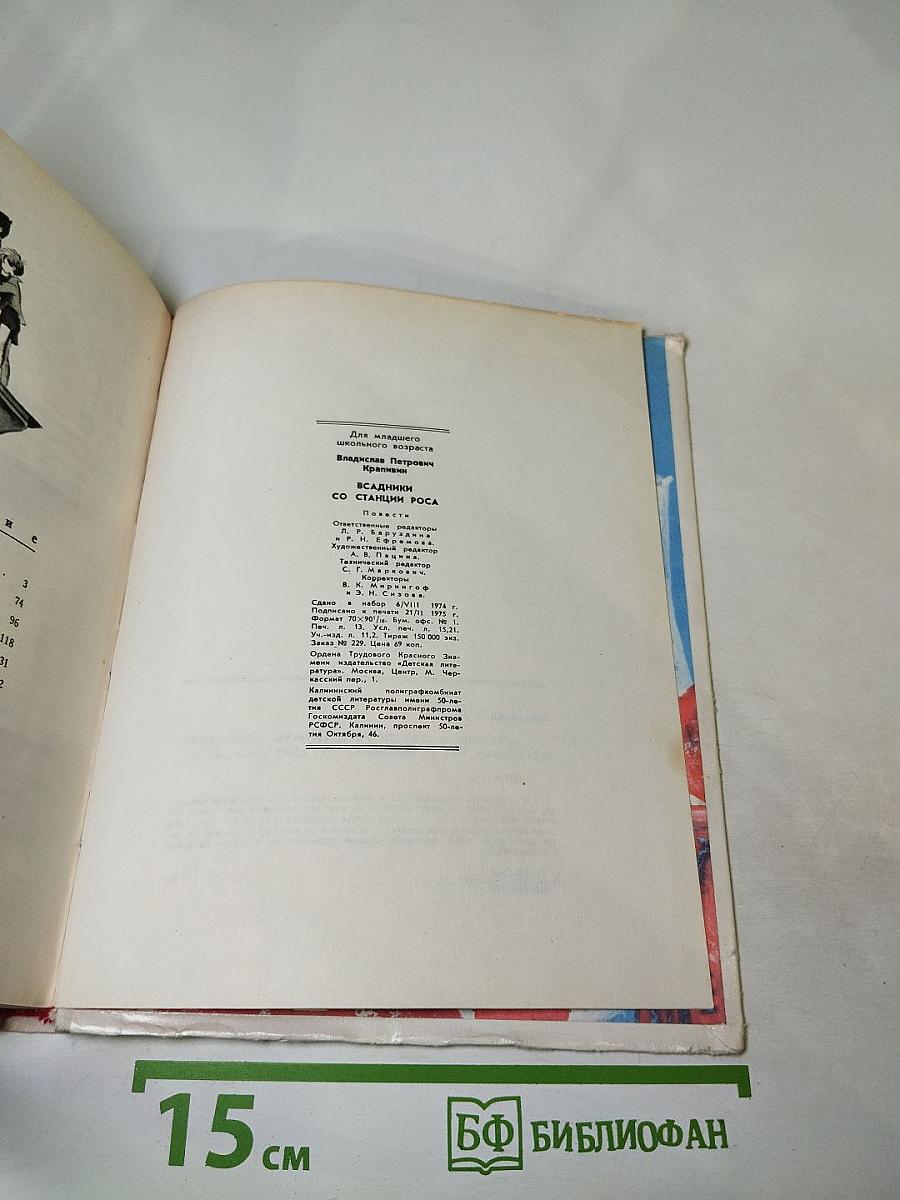 и е
. 3
74
96
118
31
2
Для младшего
школьного возраста
Владислав Петрович
Крапивин
ВСАДНИКИ
СО СТАНЦИИ РОСА
Повести
Ответственные редакторы
Л. Р. Баруздина
и Р. Н. Ефремова.
Художественный редактор
А. В. Пацина.
Технический редактор
С. Г. Маркович.
Корректоры
В. К. Мирингоф
и Э. Н. Сизова.
Сдано в набор 6/VIII 1974 г.
Подписано к печати 21/II 1975 г.
Формат 70×90¹/₁₆. Бум. офс. № 1.
Печ. л. 13. Усл. печ. л. 15,21.
Уч.-изд. л. 11,2. Тираж 150 000 экз.
Заказ № 229. Цена 69 коп.
Ордена Трудового Красного Зна-
мени издательство «Детская лите-
ратура». Москва, Центр, М. Чер-
касский пер., 1.
Калининский полиграфкомбинат
детской литературы имени 50-ле-
тия СССР Росглавполиграфпрома
Госкомиздата Совета Министров
РСФСР. Калинин, проспект 50-ле-
тия Октября, 46.
15 см
БФ БИБЛИОФАН